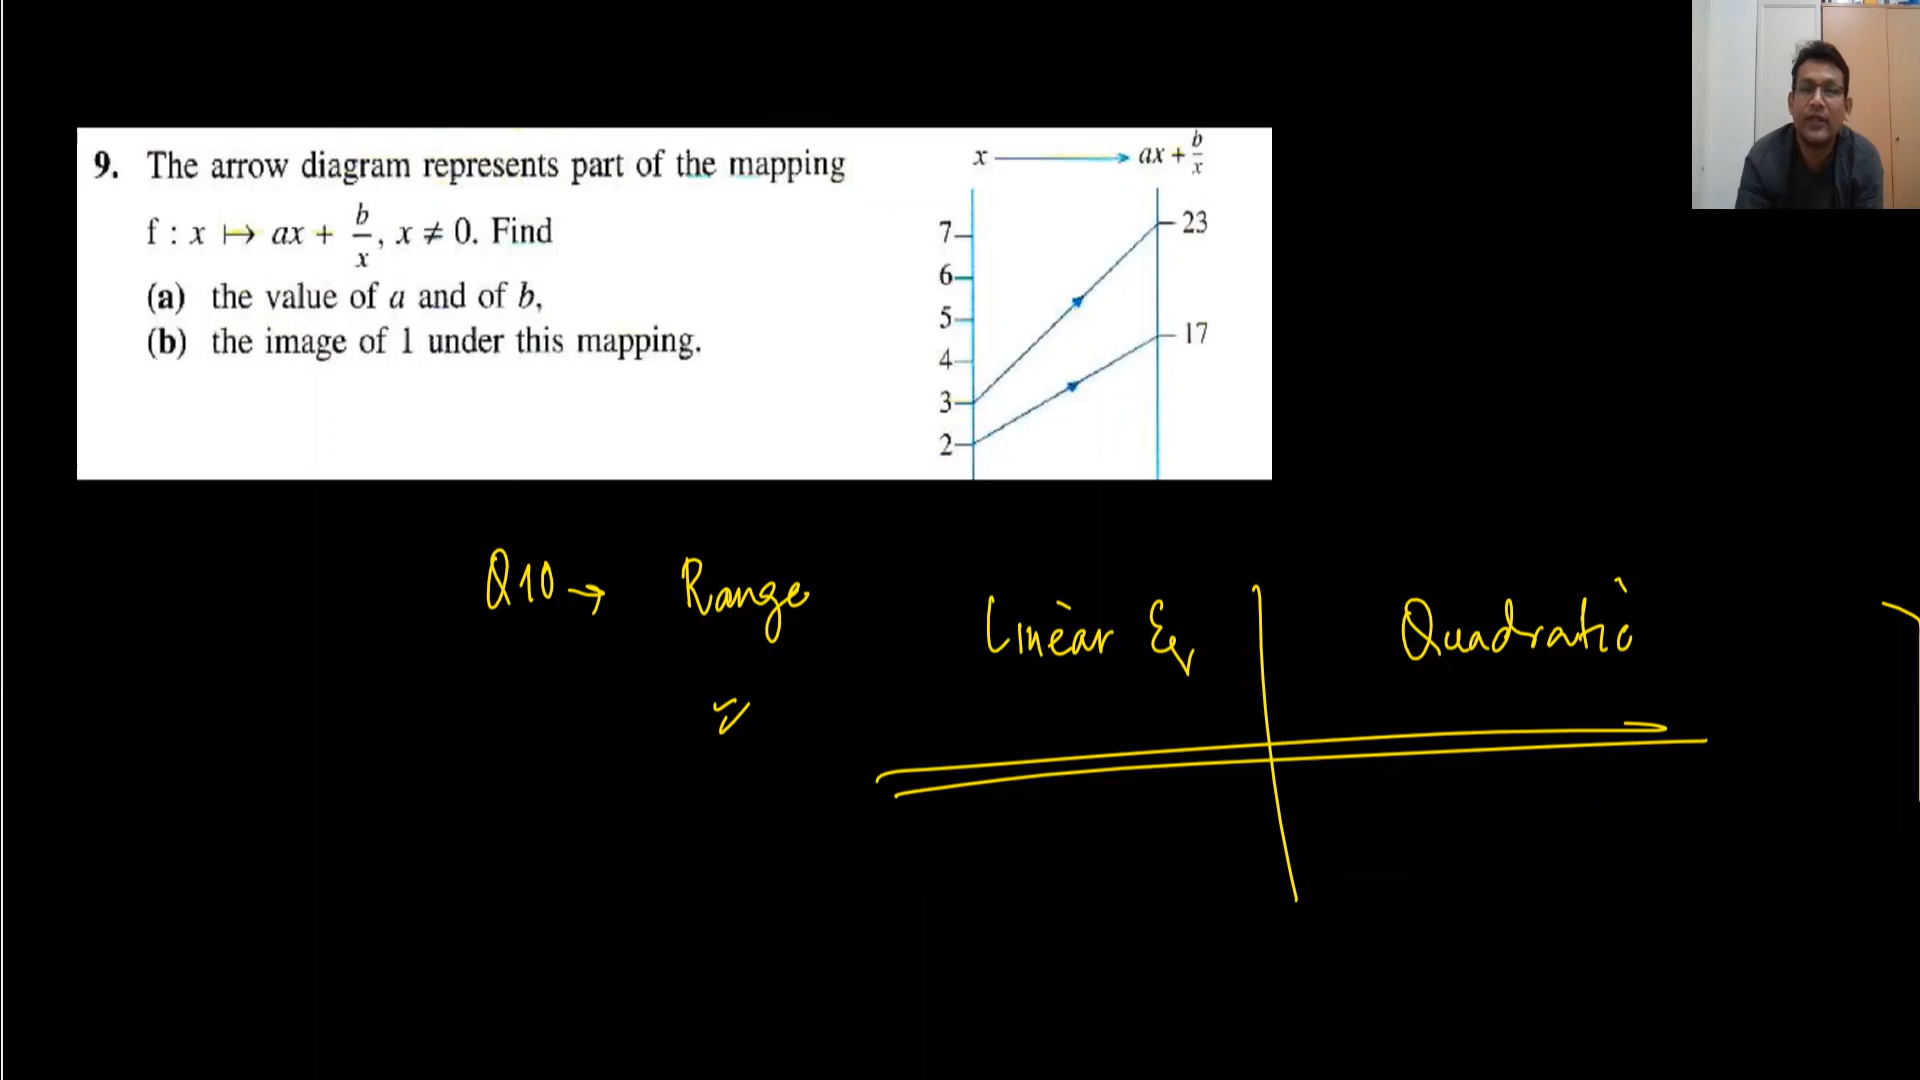 9. The arrow diagram represents part of the mapping
f : x ↦ ax + b/x, x ≠ 0. Find
(a) the value of a and of b,
(b) the image of 1 under this mapping.
x → ax + b/x
7
6
5
4
3
2
23
17
Q10 → Range
Linear Eq
Quadratic